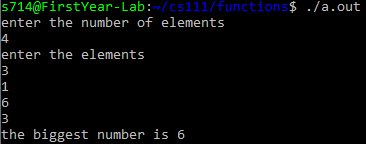 s714@FirstYear-Lab:~/cs111/functions$ ./a.out
enter the number of elements
4
enter the elements
3
1
6
3
the biggest number is 6